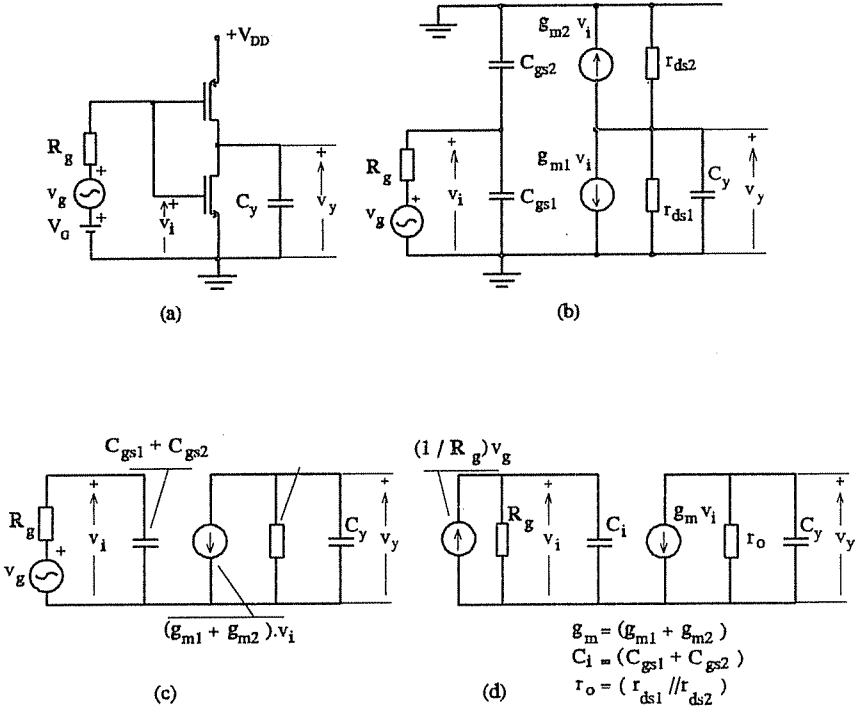 +V_DD
R_g
+
v_g
+
V_G
+
v_i
C_y
+
v_y
(a)
g_m2 v_i
C_gs2
r_ds2
R_g
+
v_g
+
v_i
C_gs1
g_m1 v_i
r_ds1
C_y
+
v_y
(b)
C_gs1 + C_gs2
R_g
+
v_g
+
v_i
C_y
+
v_y
(g_m1 + g_m2).v_i
(c)
(1 / R_g)v_g
R_g
+
v_i
C_i
g_m v_i
r_o
C_y
+
v_y
(d)
g_m = (g_m1 + g_m2)
C_i = (C_gs1 + C_gs2)
r_o = (r_ds1 // r_ds2)